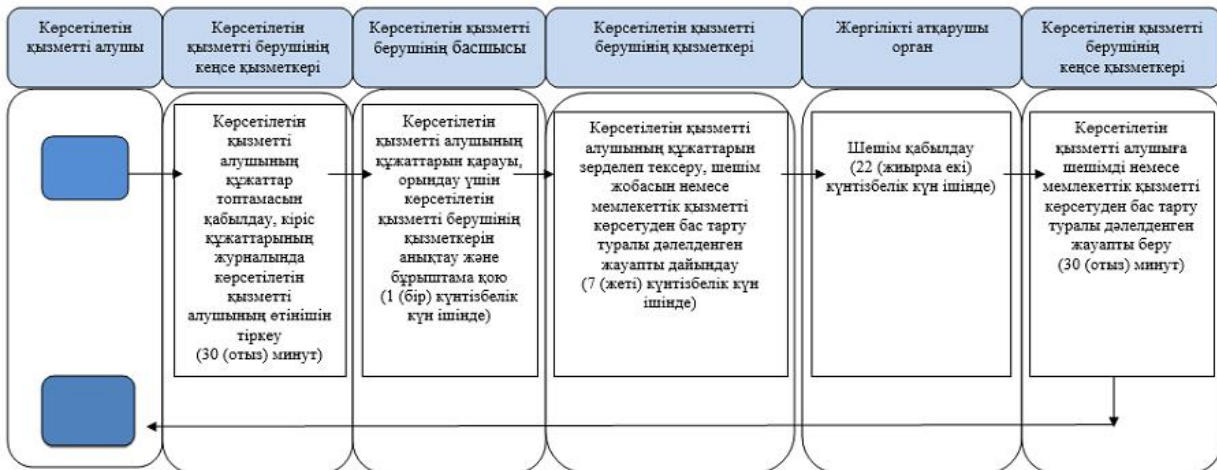 Көрсетілетін
қызметті алушы
Көрсетілетін
қызметті берушінің
кеңсе қызметкері
Көрсетілетін қызметті
берушінің басшысы
Көрсетілетін қызметті
берушінің қызметкері
Жергілікті атқарушы
орган
Көрсетілетін қызметті
берушінің
кеңсе қызметкері
Көрсетілетін
қызметті
алушының
құжаттар
топтамасын
қабылдау, кіріс
құжаттарының
журналында
көрсетілетін
қызметті
алушының өтінішін
тіркеу
(30 (отыз) минут)
Көрсетілетін
қызметті алушының
құжаттарын қарауы,
орындау үшін
көрсетілетін
қызметті берушінің
қызметкерін
анықтау және
бұрыштама қою
(1 (бір) күнтізбелік
күн ішінде)
Көрсетілетін қызметті
алушының құжаттарын
зерделеп тексеру, шешім
жобасын немесе
мемлекеттік қызметті
көрсетуден бас тарту
туралы дәлелденген
жауапты дайындау
(7 (жеті) күнтізбелік күн
ішінде)
Шешім қабылдау
(22 (жиырма екі)
күнтізбелік күн ішінде)
Көрсетілетін
қызметті алушыға
шешімді немесе
мемлекеттік қызметті
көрсетуден бас тарту
туралы дәлелденген
жауапты беру
(30 (отыз) минут)